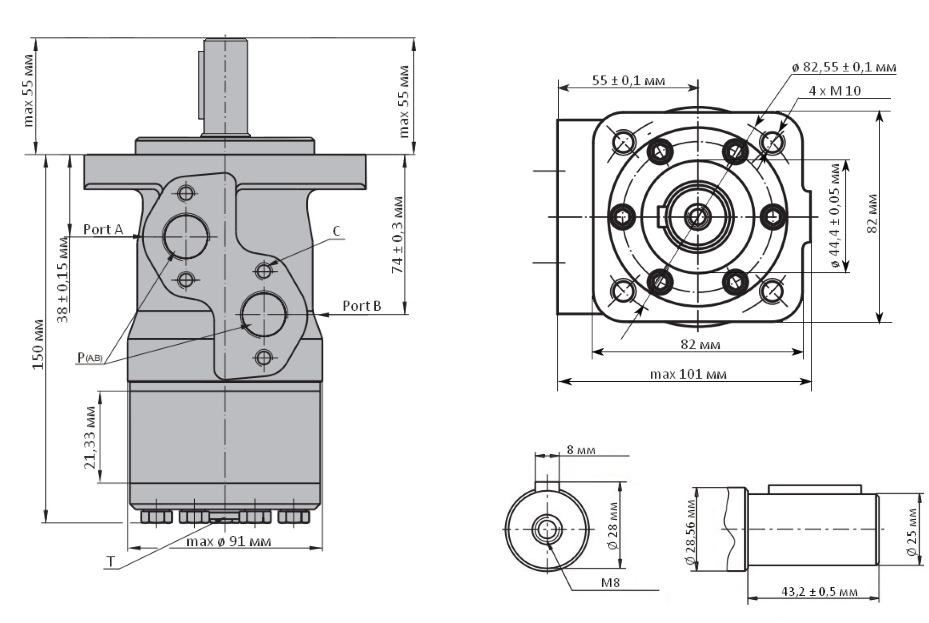 max 55 мм
max 55 мм
Port A
38 ± 0,15 мм
150 мм
C
74 ± 0,3 мм
Port B
P(A,B)
21,33 мм
max ø 91 мм
T
55 ± 0,1 мм
ø 82,55 ± 0,1 мм
4 x M 10
ø 44,4 ± 0,05 мм
82 мм
82 мм
max 101 мм
8 мм
Ø 28 мм
M8
Ø 28,56 мм
Ø 25 мм
43,2 ± 0,5 мм